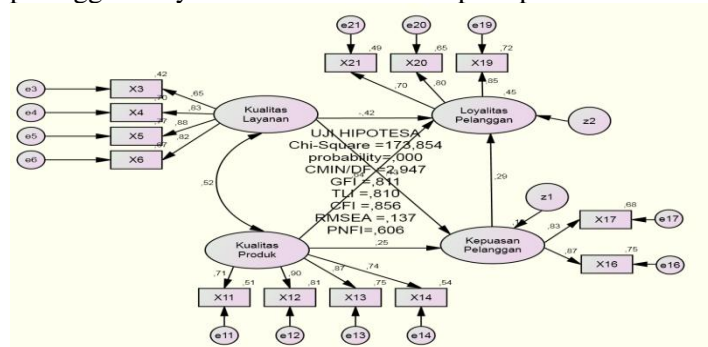 e21
e20
e19
,49
,65
,72
X21
X20
X19
,70
,80
,85
,45
e3
X3
,42
,65
e4
X4
,83
e5
X5
,77
,88
e6
X6
,67
,82
Kualitas
Layanan
-,42
Loyalitas
Pelanggan
z2
UJI HIPOTESA
Chi-Square =173,854
probability=,000
CMIN/DF =2,947
GFI =,811
TLI =,810
CFI =,856
RMSEA =,137
PNFI=,606
,52
,29
z1
Kualitas
Produk
,25
Kepuasan
Pelanggan
,83
X17
,68
e17
,87
X16
,75
e16
,71
,90
,87
,74
X11
,51
X12
,81
X13
,75
X14
,54
e11
e12
e13
e14